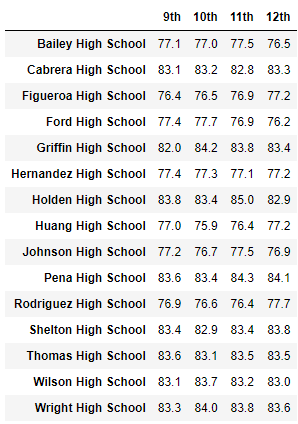 9th 10th 11th 12th
Bailey High School 77.1 77.0 77.5 76.5
Cabrera High School 83.1 83.2 82.8 83.3
Figueroa High School 76.4 76.5 76.9 77.2
Ford High School 77.4 77.7 76.9 76.2
Griffin High School 82.0 84.2 83.8 83.4
Hernandez High School 77.4 77.3 77.1 77.2
Holden High School 83.8 83.4 85.0 82.9
Huang High School 77.0 75.9 76.4 77.2
Johnson High School 77.2 76.7 77.5 76.9
Pena High School 83.6 83.4 84.3 84.1
Rodriguez High School 76.9 76.6 76.4 77.7
Shelton High School 83.4 82.9 83.4 83.8
Thomas High School 83.6 83.1 83.5 83.5
Wilson High School 83.1 83.7 83.2 83.0
Wright High School 83.3 84.0 83.8 83.6